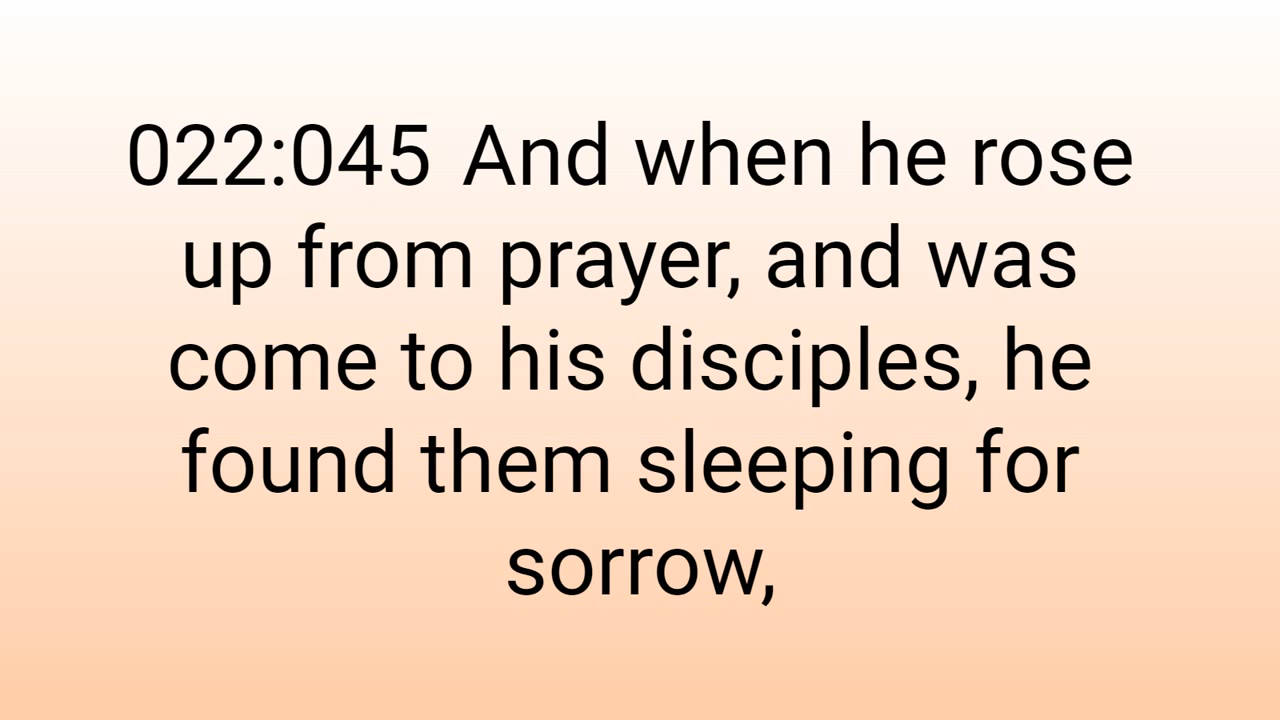 022:045 And when he rose
up from prayer, and was
come to his disciples, he
found them sleeping for
sorrow,